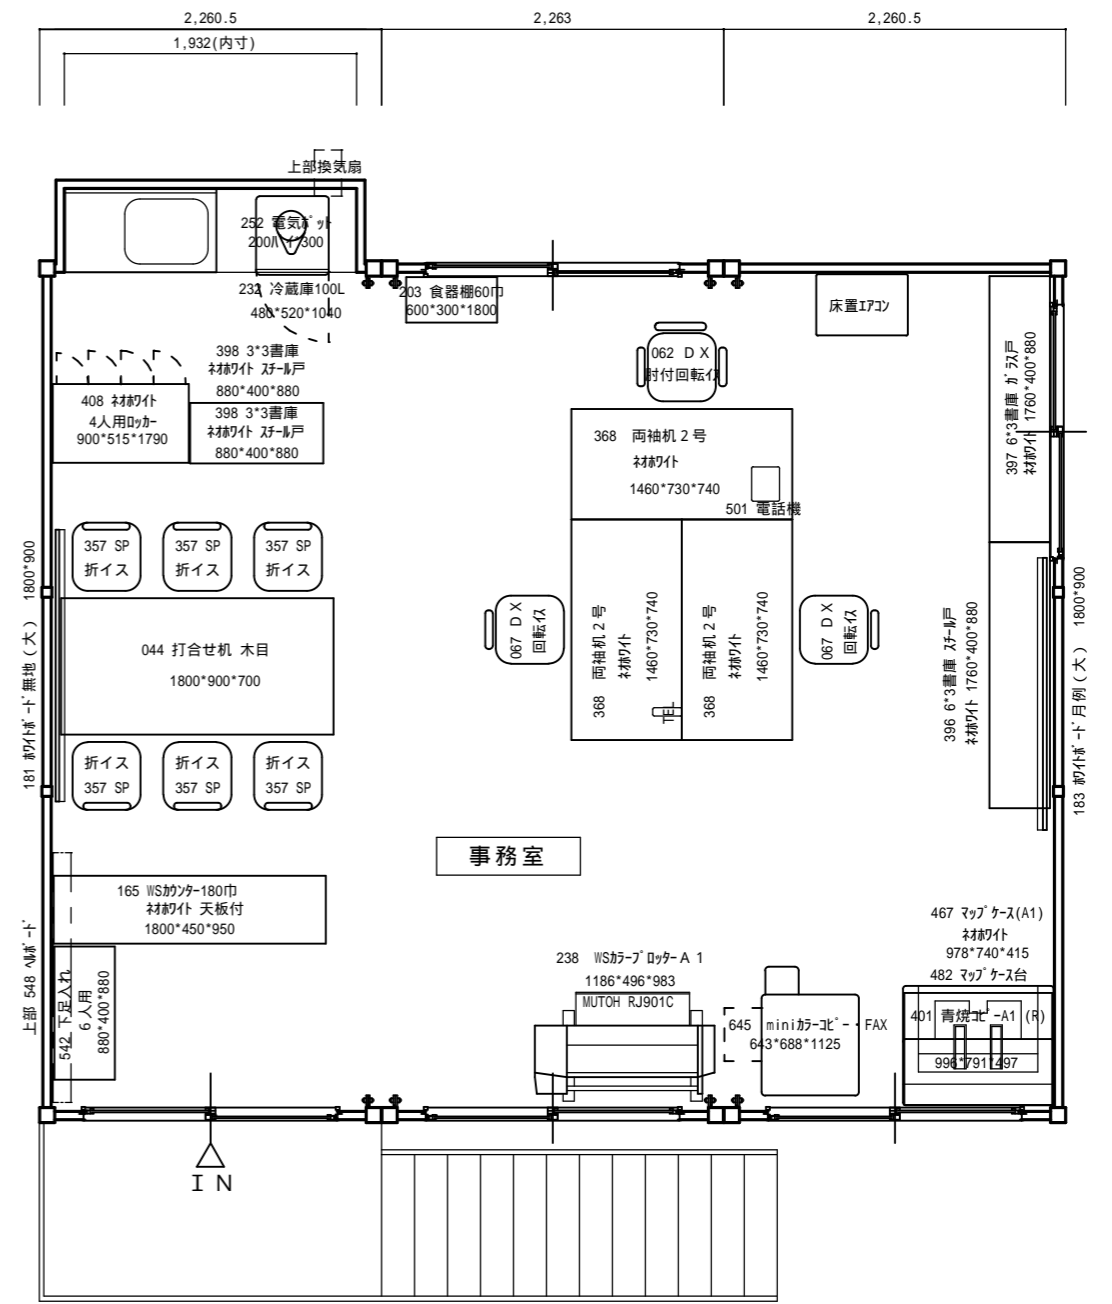 2,260.5
2,263
2,260.5
1,932(内寸)
上部換気扇
252 電気ﾎﾟｯﾄ
232 冷蔵庫100L
480*520*1040
203 食器棚60巾
600*300*1800
床置ｴｱｺﾝ
398 3*3書庫
ﾈｵﾎﾜｲﾄ ｽﾁｰﾙ戸
880*400*880
398 3*3書庫
ﾈｵﾎﾜｲﾄ ｽﾁｰﾙ戸
880*400*880
408 ﾈｵﾎﾜｲﾄ
4人用ﾛｯｶｰ
900*515*1790
062 ＤＸ
肘付回転ｲｽ
368 両袖机２号
ﾈｵﾎﾜｲﾄ
1460*730*740
501 電話機
397 6*3書庫 ｶﾞﾗｽ戸
ﾈｵﾎﾜｲﾄ 1760*400*880
357 SP
折イス
357 SP
折イス
357 SP
折イス
181 ﾎﾜｲﾄﾎﾞｰﾄﾞ無地(大) 1800*900
044 打合せ机 木目
1800*900*700
067 ＤＸ
回転ｲｽ
368 両袖机２号
ﾈｵﾎﾜｲﾄ
1460*730*740
TEL
368 両袖机２号
ﾈｵﾎﾜｲﾄ
1460*730*740
067 ＤＸ
回転ｲｽ
396 6*3書庫 ｽﾁｰﾙ戸
ﾈｵﾎﾜｲﾄ 1760*400*880
183 ﾎﾜｲﾄﾎﾞｰﾄﾞ月例(大) 1800*900
折イス
357 SP
折イス
357 SP
折イス
357 SP
事務室
165 WSｶｳﾝﾀｰ180巾
ﾈｵﾎﾜｲﾄ 天板付
1800*450*950
上部 548 ﾍﾙﾎﾞｰﾄﾞ
542 下足入れ
6人用
880*400*880
238 WSｶﾗｰﾌﾟﾛｯﾀｰＡ１
1186*496*983
MUTOH RJ901C
645 miniｶﾗｰｺﾋﾟｰ・FAX
643*688*1125
467 ﾏｯﾌﾟｹｰｽ(A1)
ﾈｵﾎﾜｲﾄ
978*740*415
482 ﾏｯﾌﾟｹｰｽ台
401 青焼ｺﾋﾟｰA1 (R)
996*791*497
ＩＮ